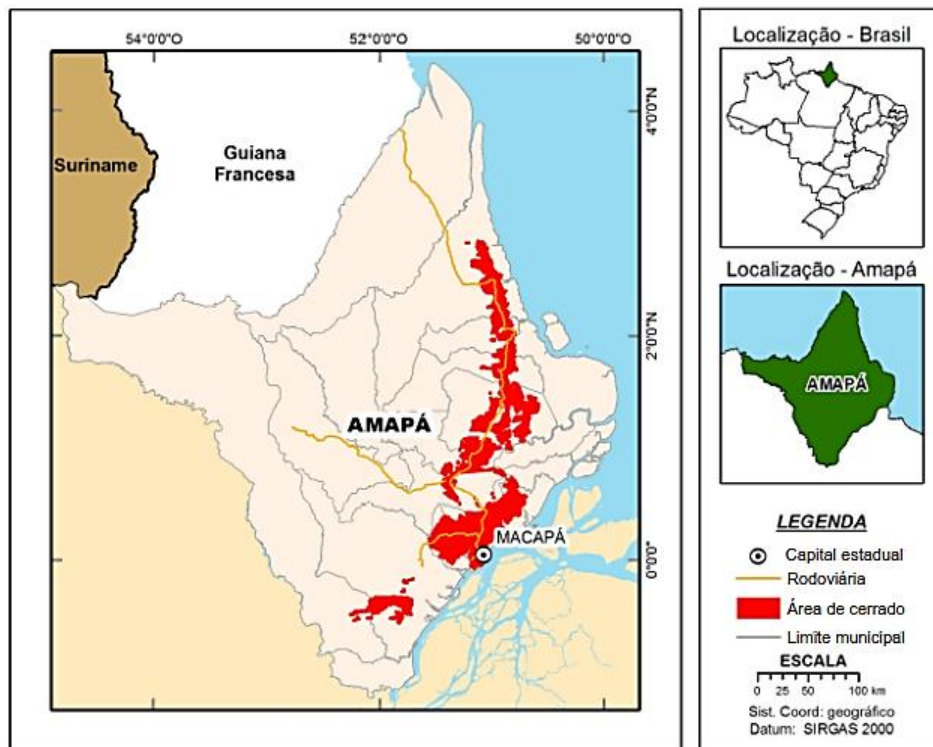 54°0'0"O
52°0'0"O
50°0'0"O
4°0'0"N
2°0'0"N
0°0'0"
Suriname
Guiana
Francesa
AMAPÁ
MACAPÁ
Localização - Brasil
Localização - Amapá
AMAPÁ
LEGENDA
Capital estadual
Rodoviária
Área de cerrado
Limite municipal
ESCALA
0 25 50 100 km
Sist. Coord: geográfico
Datum: SIRGAS 2000